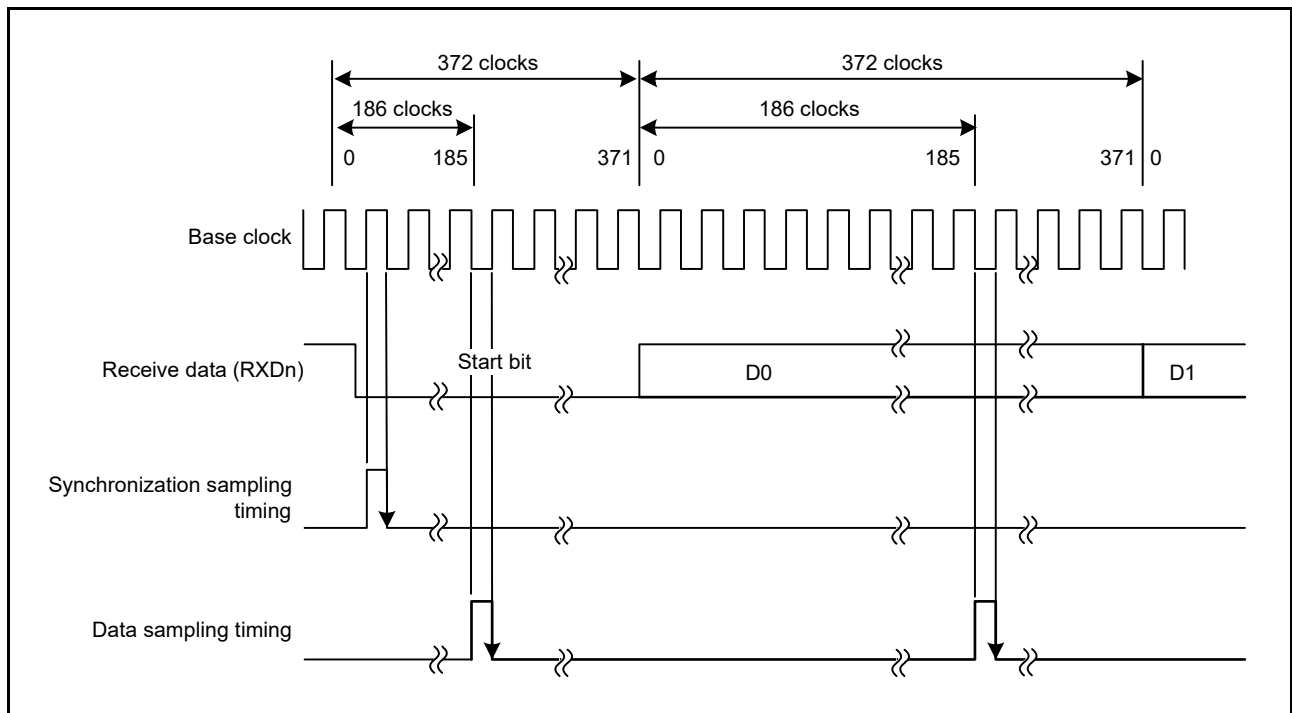 372 clocks
372 clocks
186 clocks
186 clocks
0
185
371
0
185
371
0
Base clock
Receive data (RXDn)
Start bit
D0
D1
Synchronization sampling
timing
Data sampling timing